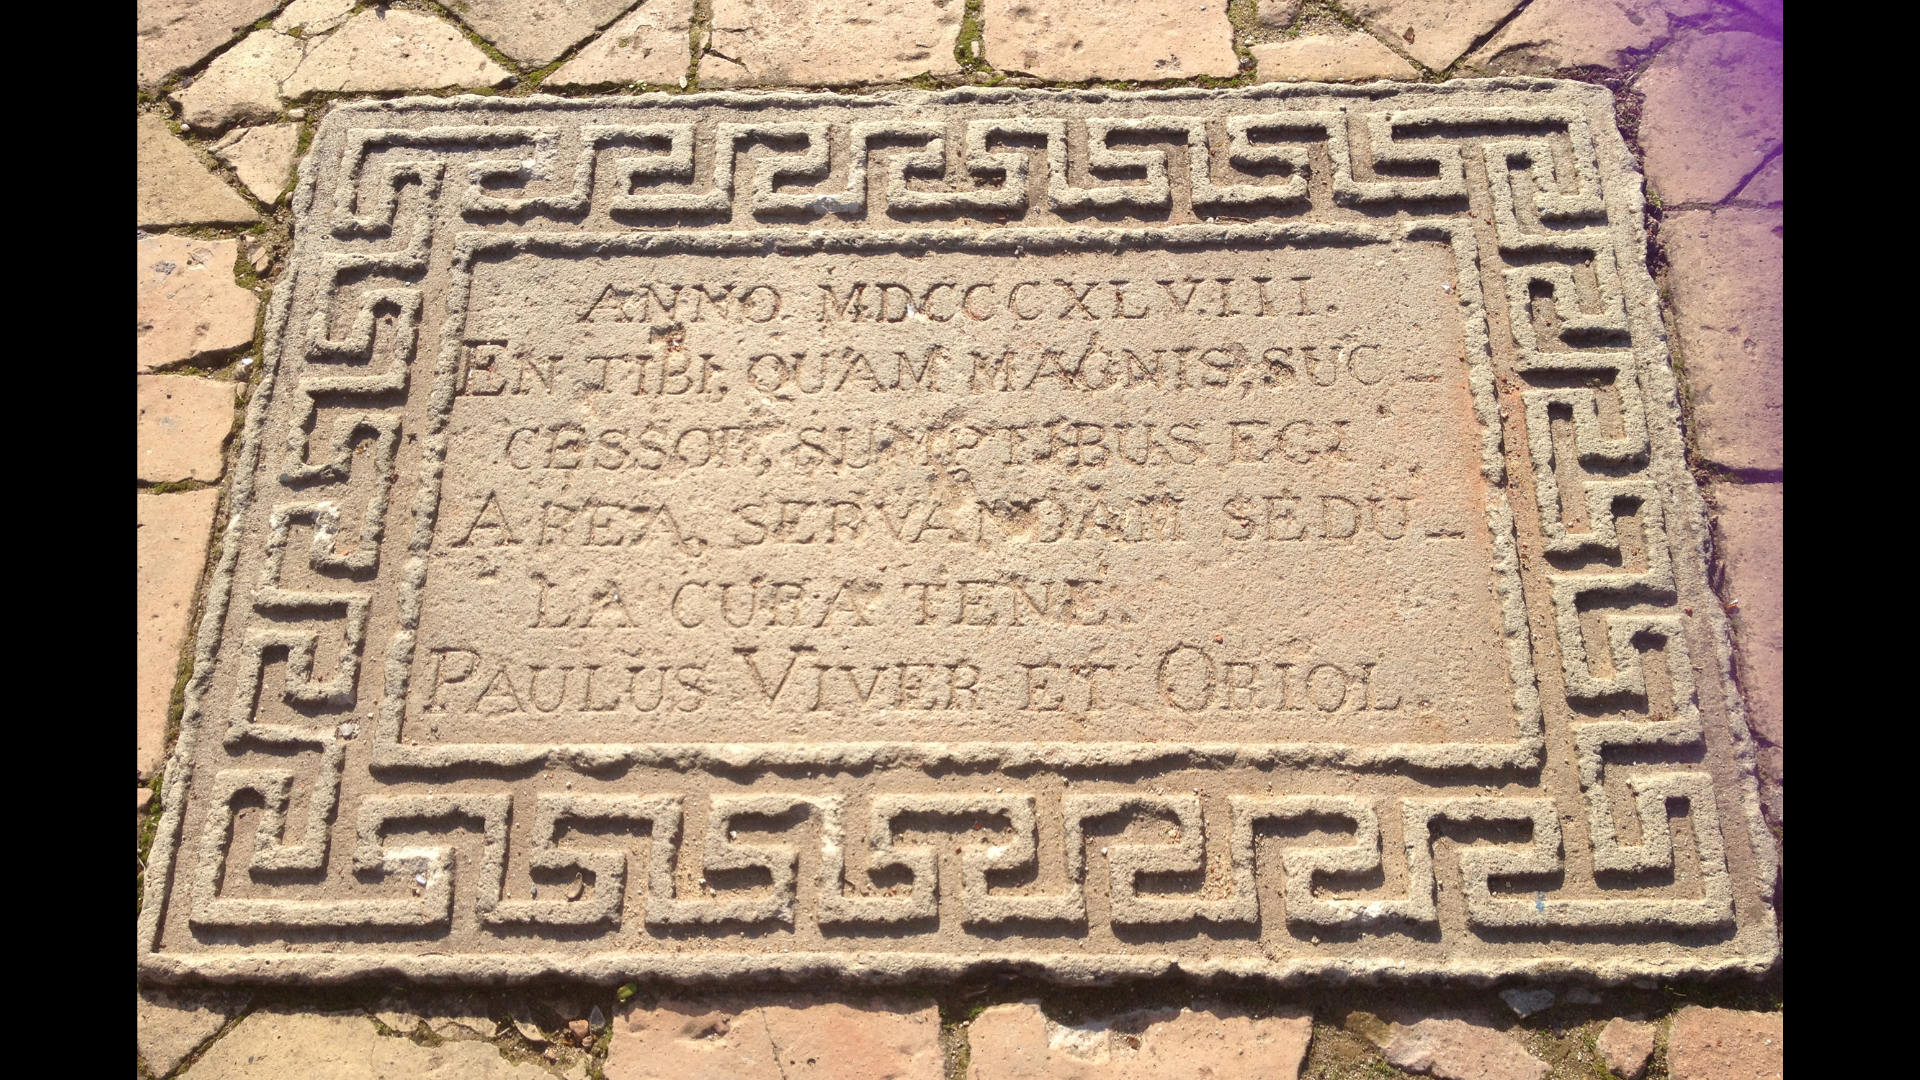 ANNO. MDCCCXLVIII.
EN TIBI, QUAM MAGNIS, SUC-
CESSOR, SUMPTIBUS EGI
AREA, SERVANDAM SEDU-
LA CURA TENE.
PAULUS VIVER ET ORIOL